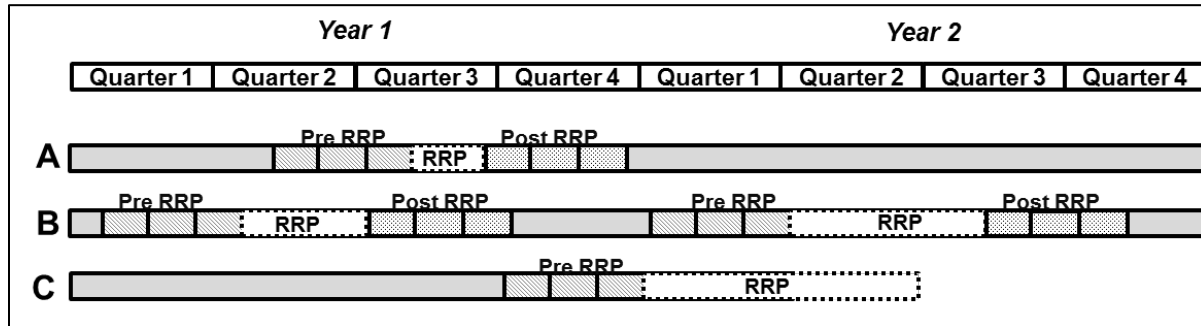 Year 1 Year 2
Quarter 1 Quarter 2 Quarter 3 Quarter 4 Quarter 1 Quarter 2 Quarter 3 Quarter 4
Pre RRP Post RRP
A RRP
Pre RRP Post RRP Pre RRP Post RRP
B RRP RRP
Pre RRP
C RRP